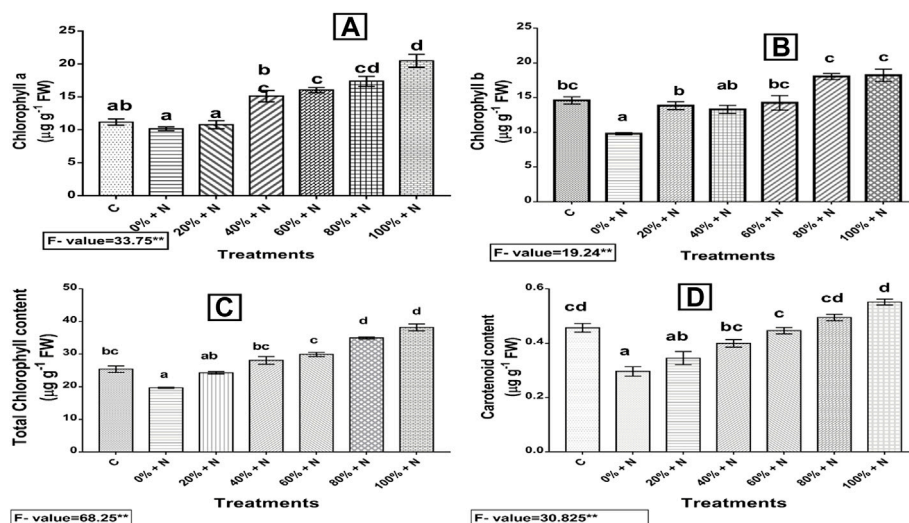 A
Chlorophyll a
(µg g⁻¹ FW)
25
20
15
10
5
0
ab
a
a
b
c
c
cd
d
C
0% + N
20% + N
40% + N
60% + N
80% + N
100% + N
Treatments
F- value=33.75**
B
Chlorophyll b
(µg g⁻¹ FW)
25
20
15
10
5
0
bc
a
b
ab
bc
c
c
C
0% + N
20% + N
40% + N
60% + N
80% + N
100% + N
Treatments
F- value=19.24**
C
Total Chlorophyll content
(µg g⁻¹ FW)
50
40
30
20
10
0
bc
a
ab
bc
c
d
d
C
0% + N
20% + N
40% + N
60% + N
80% + N
100% + N
Treatments
F- value=68.25**
D
Carotenoid content
(µg g⁻¹ FW)
0.6
0.4
0.2
0.0
cd
a
ab
bc
c
cd
d
C
0% + N
20% + N
40% + N
60% + N
80% + N
100% + N
Treatments
F- value=30.825**